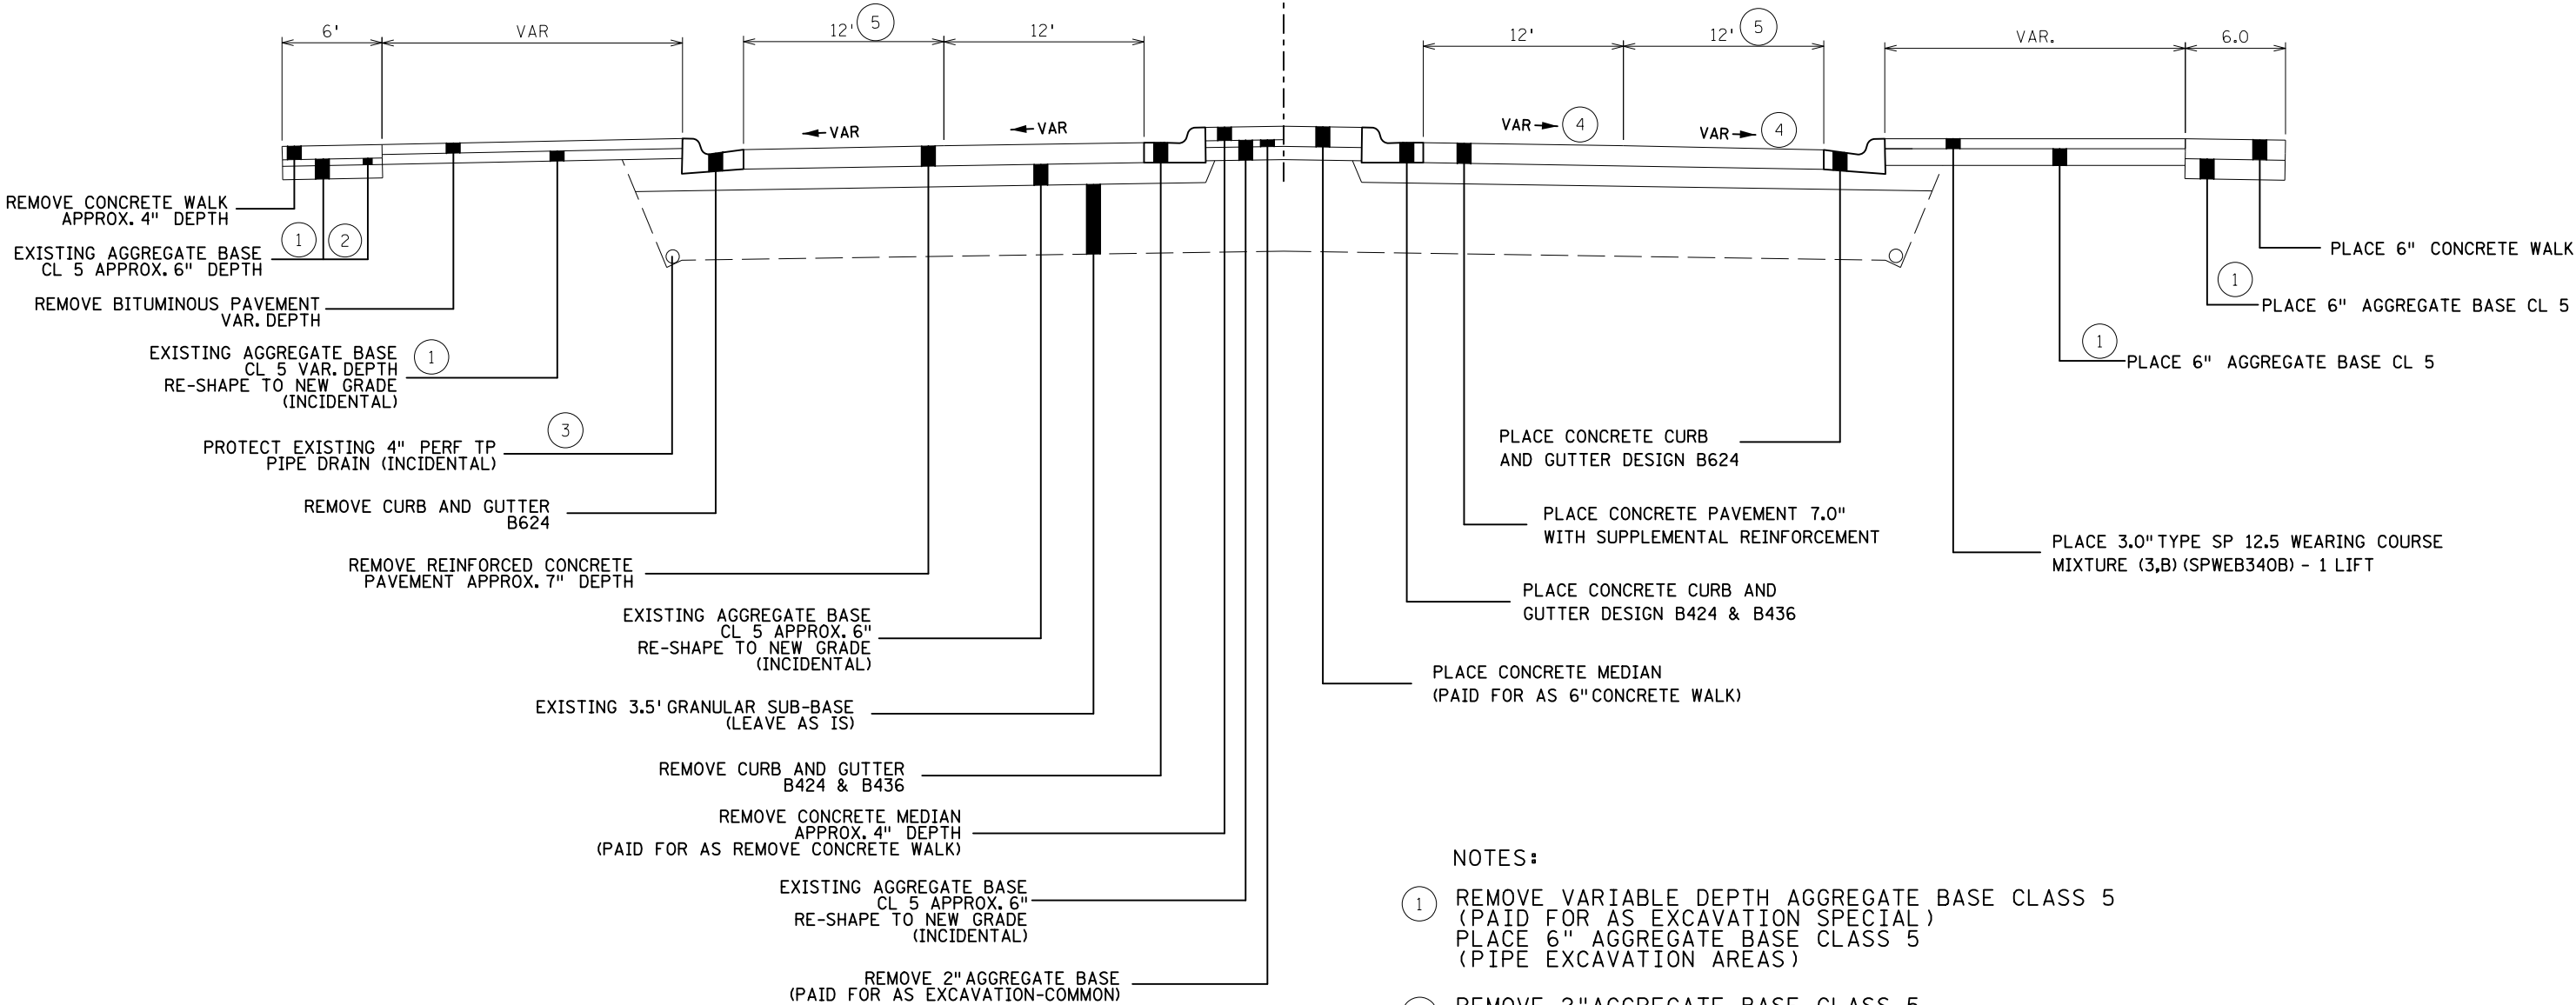 6'
VAR
12'
5
12'
12'
12'
5
VAR.
6.0
VAR
VAR
VAR
4
VAR
4
REMOVE CONCRETE WALK
APPROX. 4" DEPTH
1
2
EXISTING AGGREGATE BASE
CL 5 APPROX. 6" DEPTH
REMOVE BITUMINOUS PAVEMENT
VAR. DEPTH
EXISTING AGGREGATE BASE
CL 5 VAR. DEPTH
RE-SHAPE TO NEW GRADE
(INCIDENTAL)
1
PROTECT EXISTING 4" PERF TP
PIPE DRAIN (INCIDENTAL)
3
REMOVE CURB AND GUTTER
B624
REMOVE REINFORCED CONCRETE
PAVEMENT APPROX. 7" DEPTH
EXISTING AGGREGATE BASE
CL 5 APPROX. 6"
RE-SHAPE TO NEW GRADE
(INCIDENTAL)
EXISTING 3.5' GRANULAR SUB-BASE
(LEAVE AS IS)
REMOVE CURB AND GUTTER
B424 & B436
REMOVE CONCRETE MEDIAN
APPROX. 4" DEPTH
(PAID FOR AS REMOVE CONCRETE WALK)
EXISTING AGGREGATE BASE
CL 5 APPROX. 6"
RE-SHAPE TO NEW GRADE
(INCIDENTAL)
REMOVE 2" AGGREGATE BASE
(PAID FOR AS EXCAVATION-COMMON)
PLACE 6" CONCRETE WALK
1
PLACE 6" AGGREGATE BASE CL 5
1
PLACE 6" AGGREGATE BASE CL 5
PLACE CONCRETE CURB
AND GUTTER DESIGN B624
PLACE CONCRETE PAVEMENT 7.0"
WITH SUPPLEMENTAL REINFORCEMENT
PLACE 3.0" TYPE SP 12.5 WEARING COURSE
MIXTURE (3,B) (SPWEB340B) - 1 LIFT
PLACE CONCRETE CURB AND
GUTTER DESIGN B424 & B436
PLACE CONCRETE MEDIAN
(PAID FOR AS 6" CONCRETE WALK)
NOTES:
1 REMOVE VARIABLE DEPTH AGGREGATE BASE CLASS 5
(PAID FOR AS EXCAVATION SPECIAL)
PLACE 6" AGGREGATE BASE CLASS 5
(PIPE EXCAVATION AREAS)
REMOVE 2" AGGREGATE BASE CLASS 5